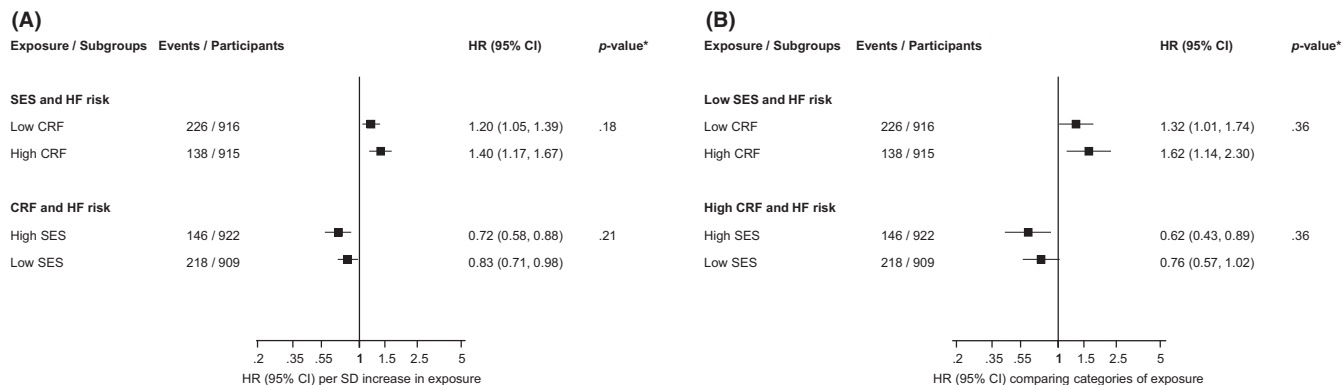 (A)
Exposure / Subgroups Events / Participants HR (95% CI) p-value*
SES and HF risk
Low CRF 226 / 916 1.20 (1.05, 1.39) .18
High CRF 138 / 915 1.40 (1.17, 1.67)
CRF and HF risk
High SES 146 / 922 0.72 (0.58, 0.88) .21
Low SES 218 / 909 0.83 (0.71, 0.98)
.2 .35 .55 1 1.5 2.5 5
HR (95% CI) per SD increase in exposure
(B)
Exposure / Subgroups Events / Participants HR (95% CI) p-value*
Low SES and HF risk
Low CRF 226 / 916 1.32 (1.01, 1.74) .36
High CRF 138 / 915 1.62 (1.14, 2.30)
High CRF and HF risk
High SES 146 / 922 0.62 (0.43, 0.89) .36
Low SES 218 / 909 0.76 (0.57, 1.02)
.2 .35 .55 1 1.5 2.5 5
HR (95% CI) comparing categories of exposure